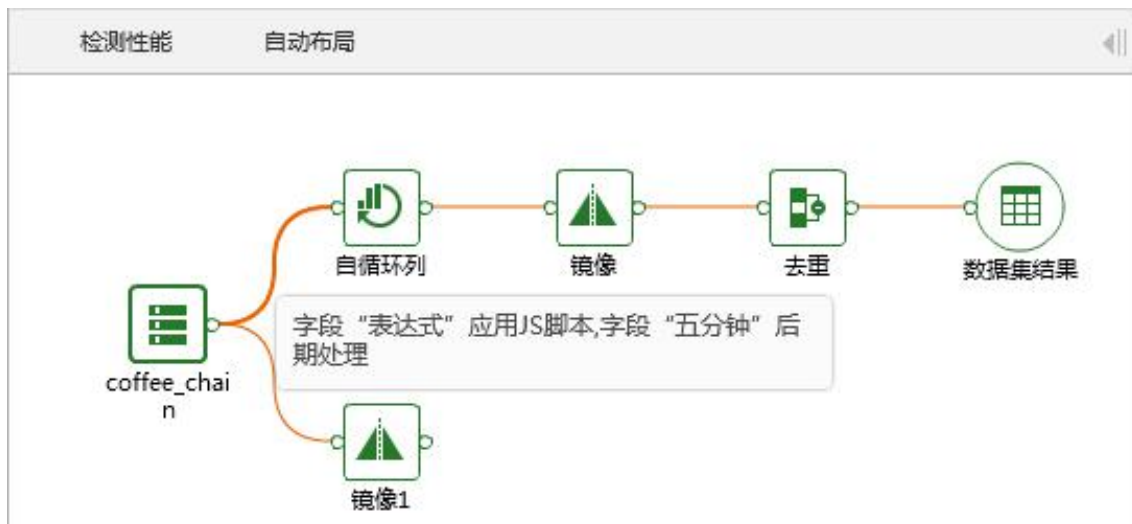 检测性能
自动布局
自循环列
镜像
去重
数据集结果
字段“表达式”应用JS脚本,字段“五分钟”后
期处理
coffee_chai
n
镜像1